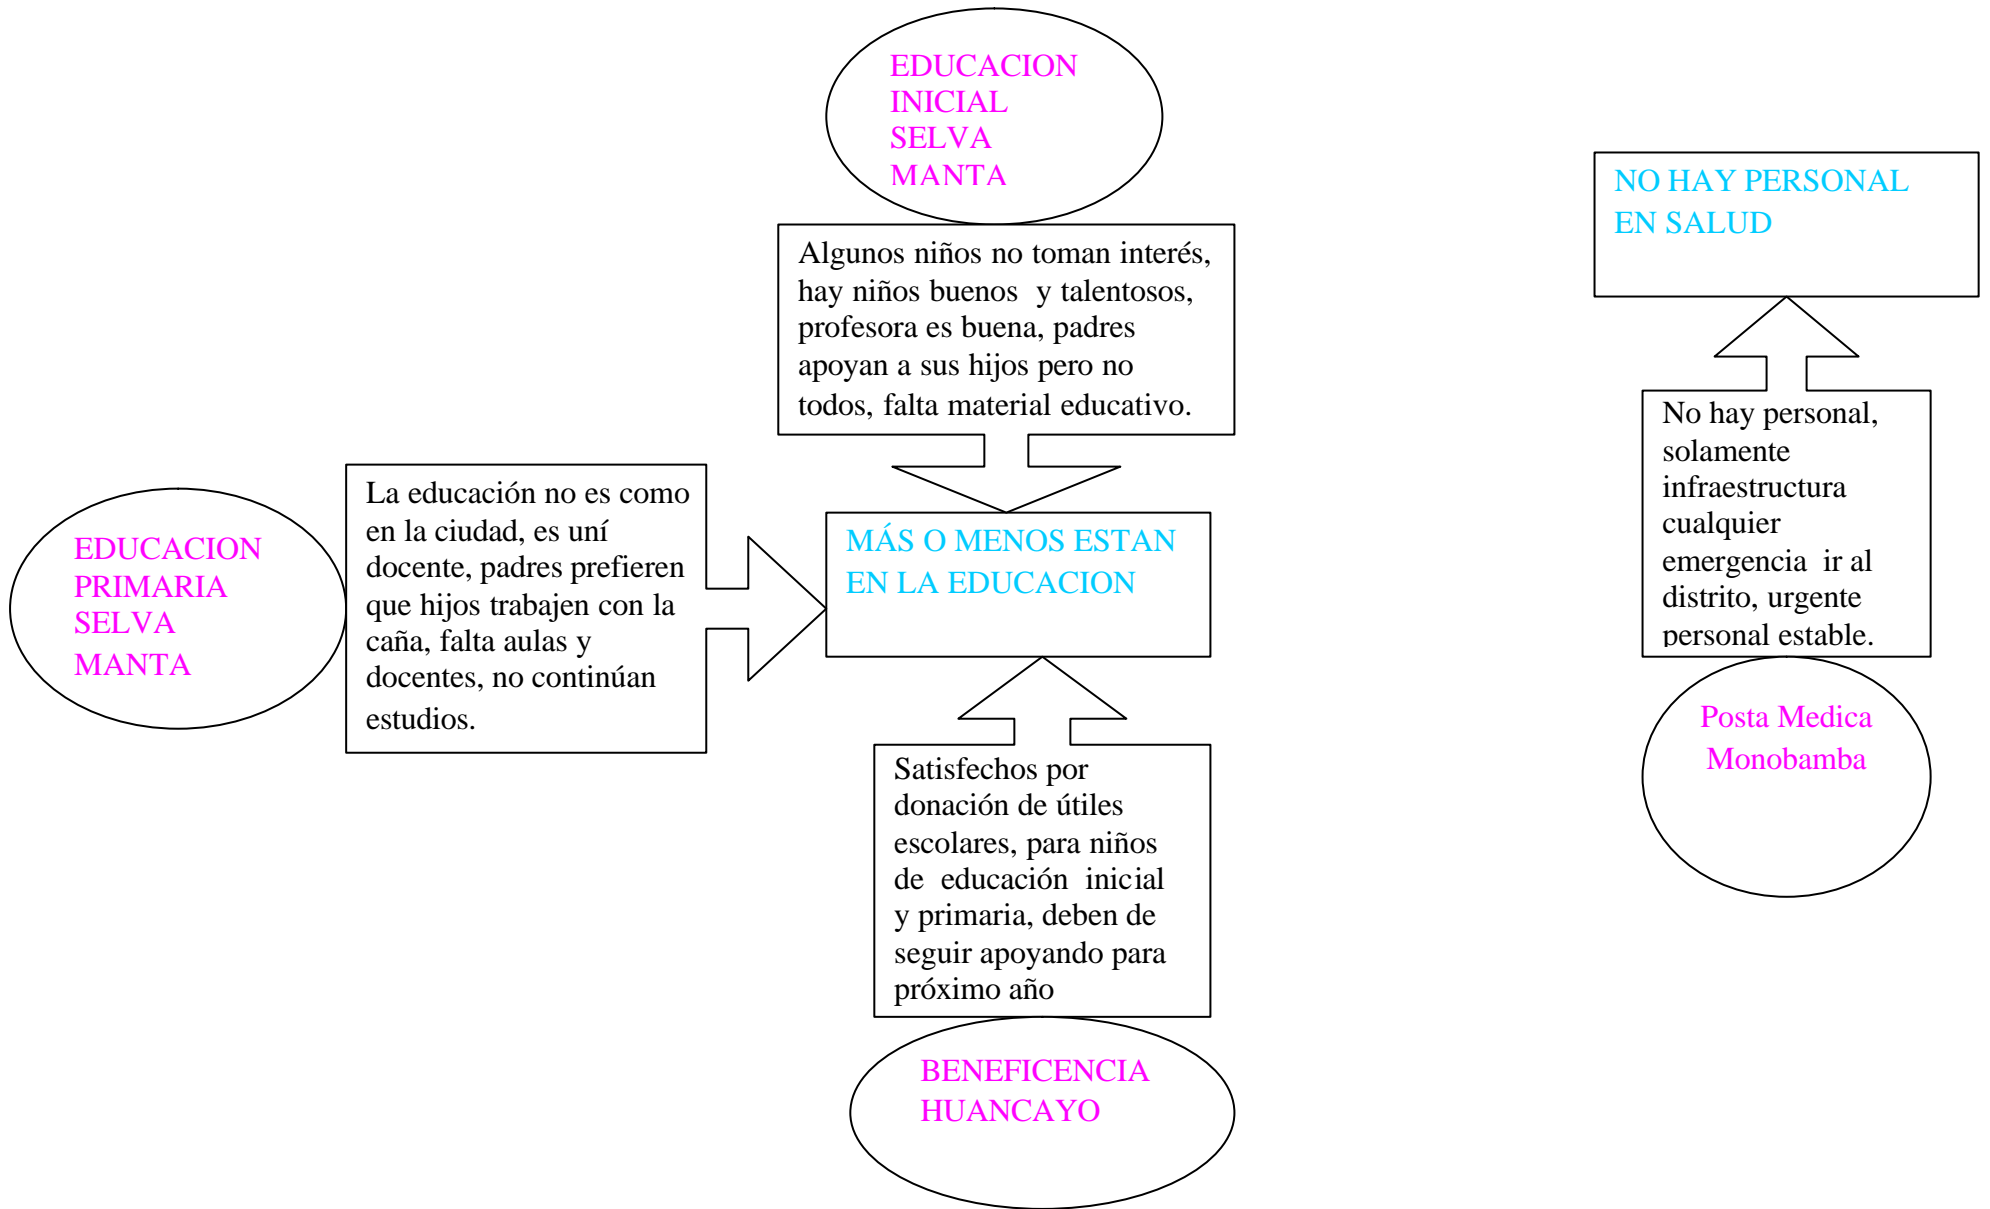 EDUCACION
INICIAL
SELVA
MANTA
Algunos niños no toman interés,
hay niños buenos y talentosos,
profesora es buena, padres
apoyan a sus hijos pero no
todos, falta material educativo.
EDUCACION
PRIMARIA
SELVA
MANTA
La educación no es como
en la ciudad, es uní
docente, padres prefieren
que hijos trabajen con la
caña, falta aulas y
docentes, no continúan
estudios.
MÁS O MENOS ESTAN
EN LA EDUCACION
Satisfechos por
donación de útiles
escolares, para niños
de educación inicial
y primaria, deben de
seguir apoyando para
próximo año
BENEFICENCIA
HUANCAYO
NO HAY PERSONAL
EN SALUD
No hay personal,
solamente
infraestructura
cualquier
emergencia ir al
distrito, urgente
personal estable.
Posta Medica
Monobamba